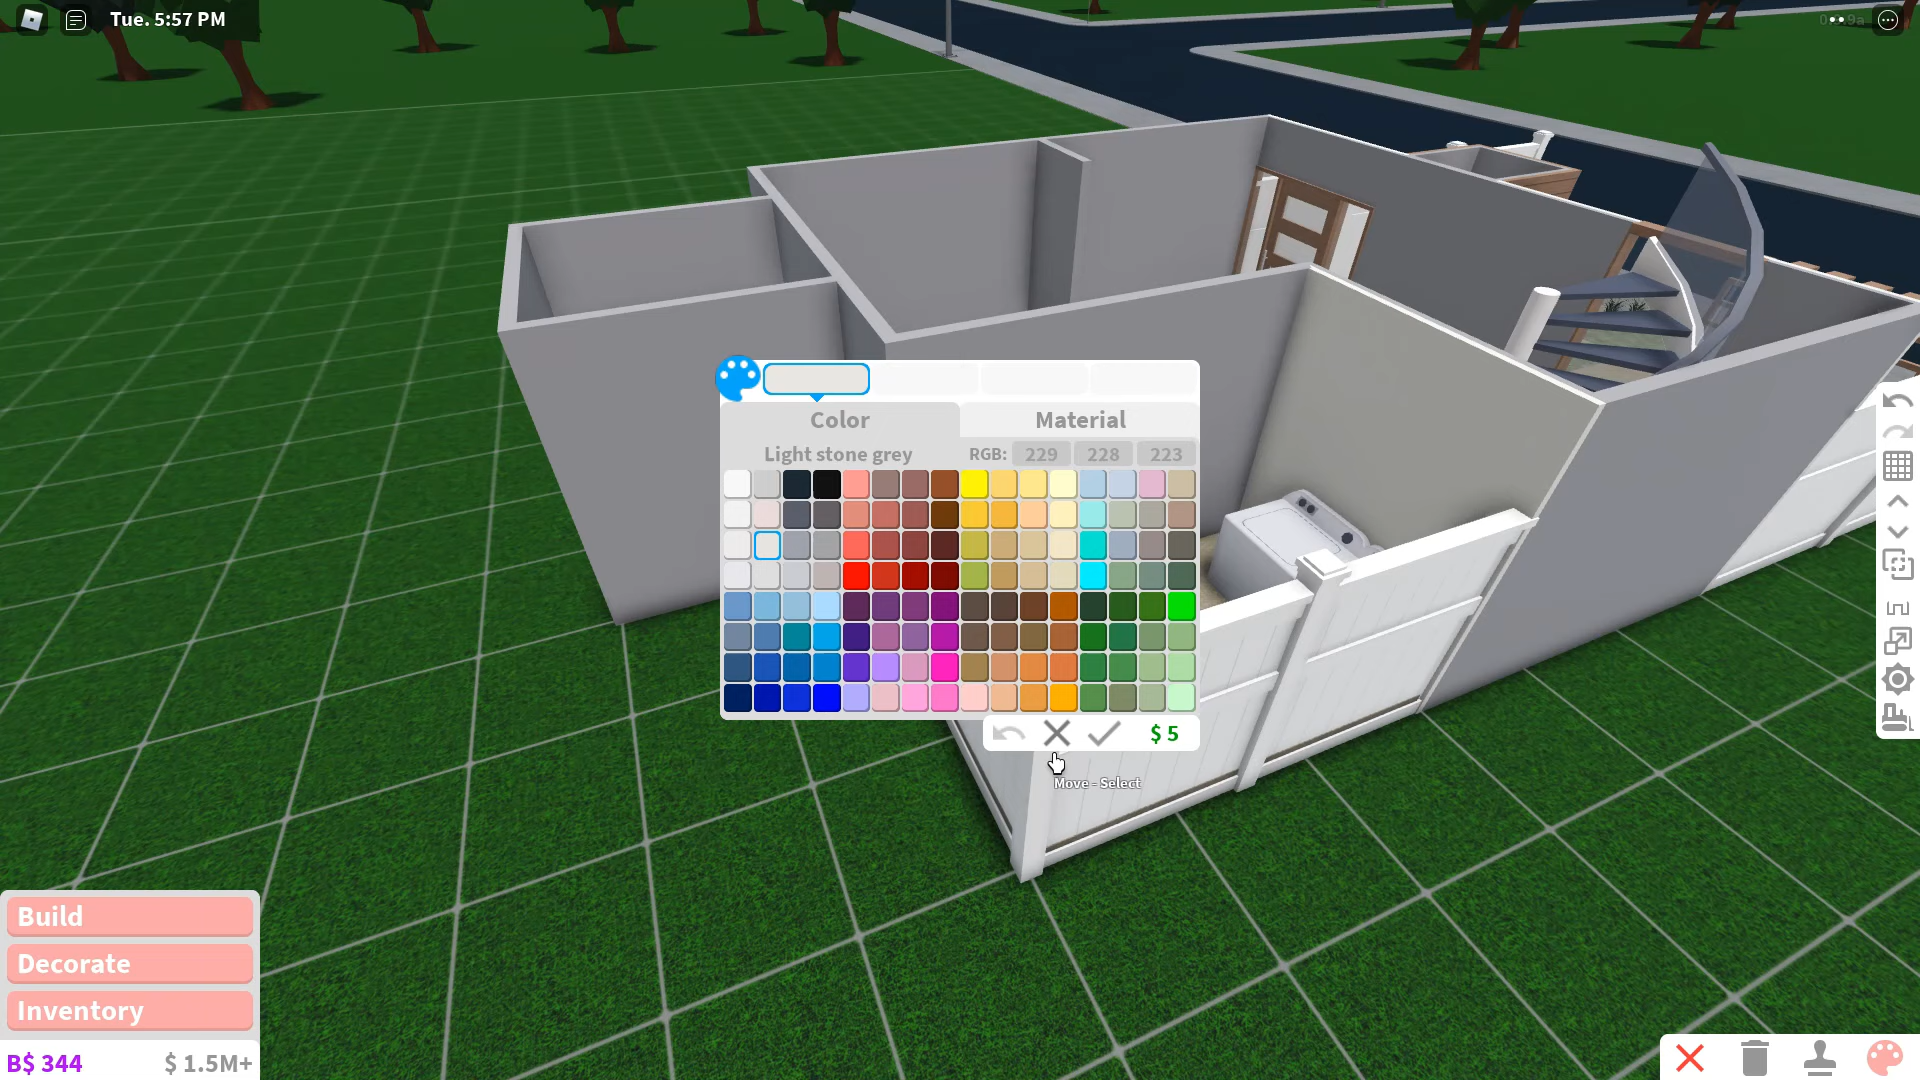 Tue. 5:57 PM
Color
Material
Light stone grey
RGB: 229 228 223
$ 5
Move - Select
Build
Decorate
Inventory
B$ 344
$ 1.5M+